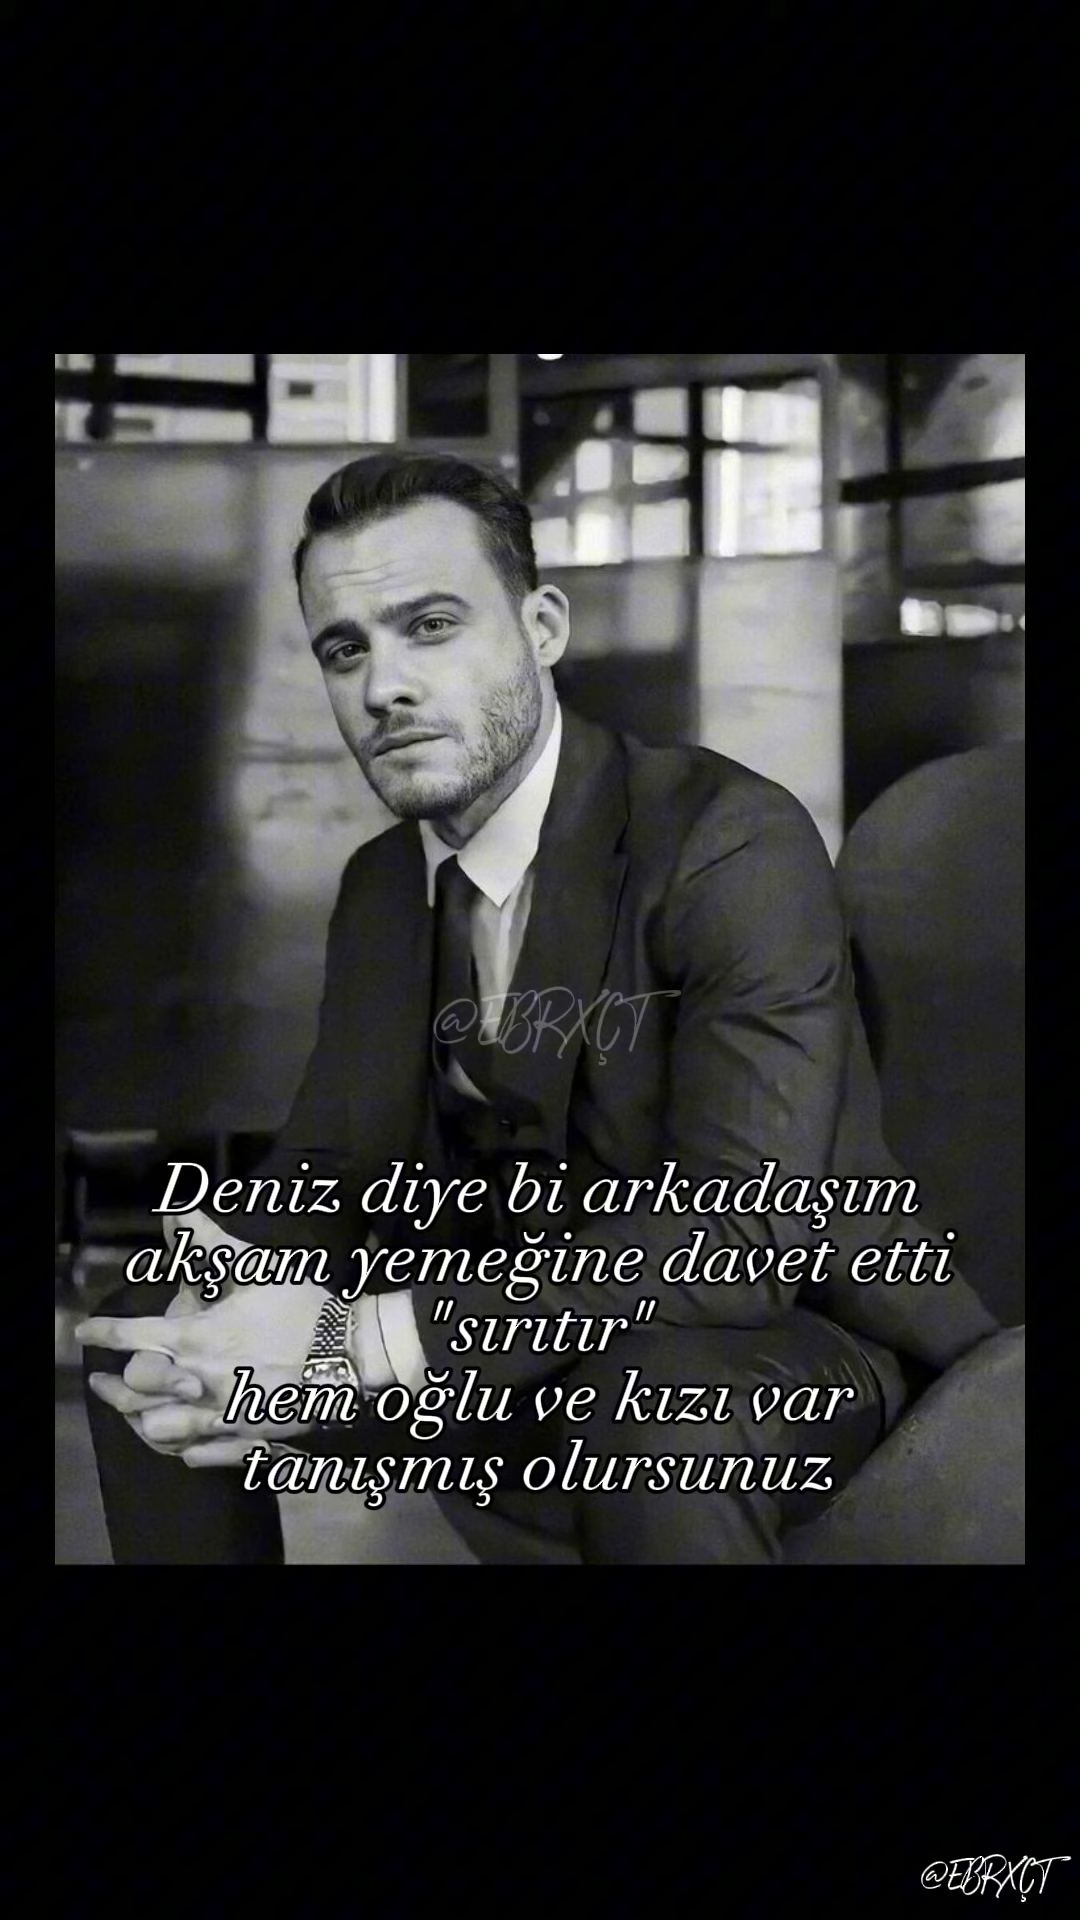 @EBRXÇT
Deniz diye bi arkadaşım
akşam yemeğine davet etti
"sırıtır"
hem oğlu ve kızı var
tanışmış olursunuz
@EBRXÇT